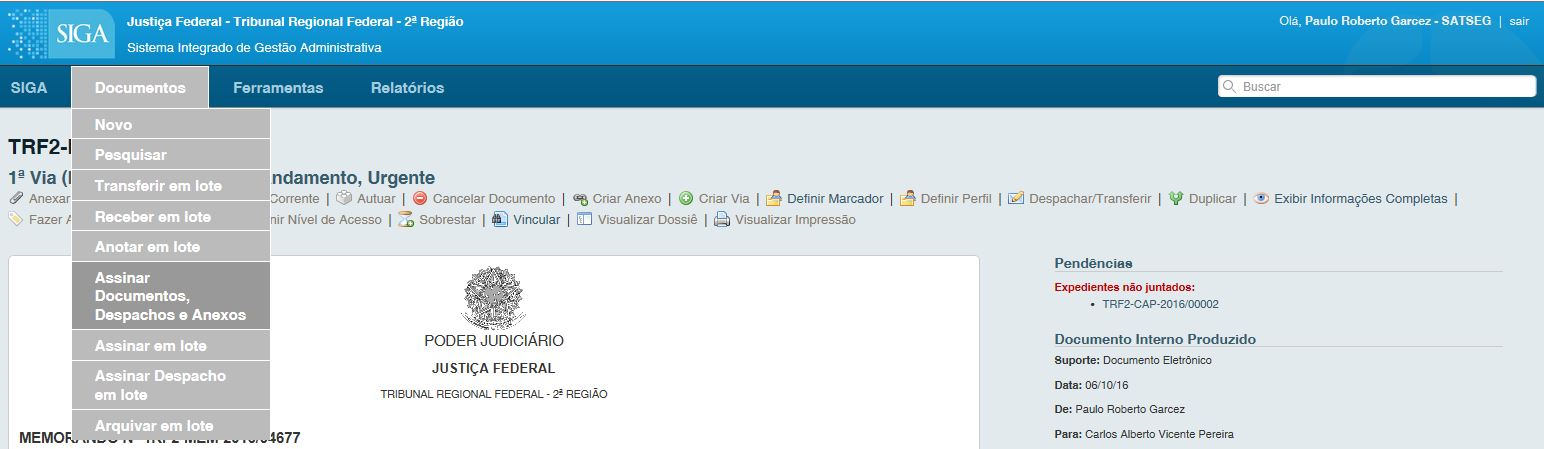 SIGA
Justiça Federal - Tribunal Regional Federal - 2ª Região
Sistema Integrado de Gestão Administrativa
Olá, Paulo Roberto Garcez - SATSEG | sair
SIGA Documentos Ferramentas Relatórios
Buscar
Novo
Pesquisar
Transferir em lote
Receber em lote
Anotar em lote
Assinar
Documentos,
Despachos e Anexos
Assinar em lote
Assinar Despacho
em lote
Arquivar em lote
TRF2-
1ª Via ( ndamento, Urgente
Anexar Corrente | Autuar | Cancelar Documento | Criar Anexo | Criar Via | Definir Marcador | Definir Perfil | Despachar/Transferir | Duplicar | Exibir Informações Completas |
Fazer nir Nível de Acesso | Sobrestar | Vincular | Visualizar Dossiê | Visualizar Impressão
PODER JUDICIÁRIO
JUSTIÇA FEDERAL
TRIBUNAL REGIONAL FEDERAL - 2ª REGIÃO
MEMORANDO Nº TRF2-MEM-2016/04677
Pendências
Expedientes não juntados:
• TRF2-CAP-2016/00002
Documento Interno Produzido
Suporte: Documento Eletrônico
Data: 06/10/16
De: Paulo Roberto Garcez
Para: Carlos Alberto Vicente Pereira